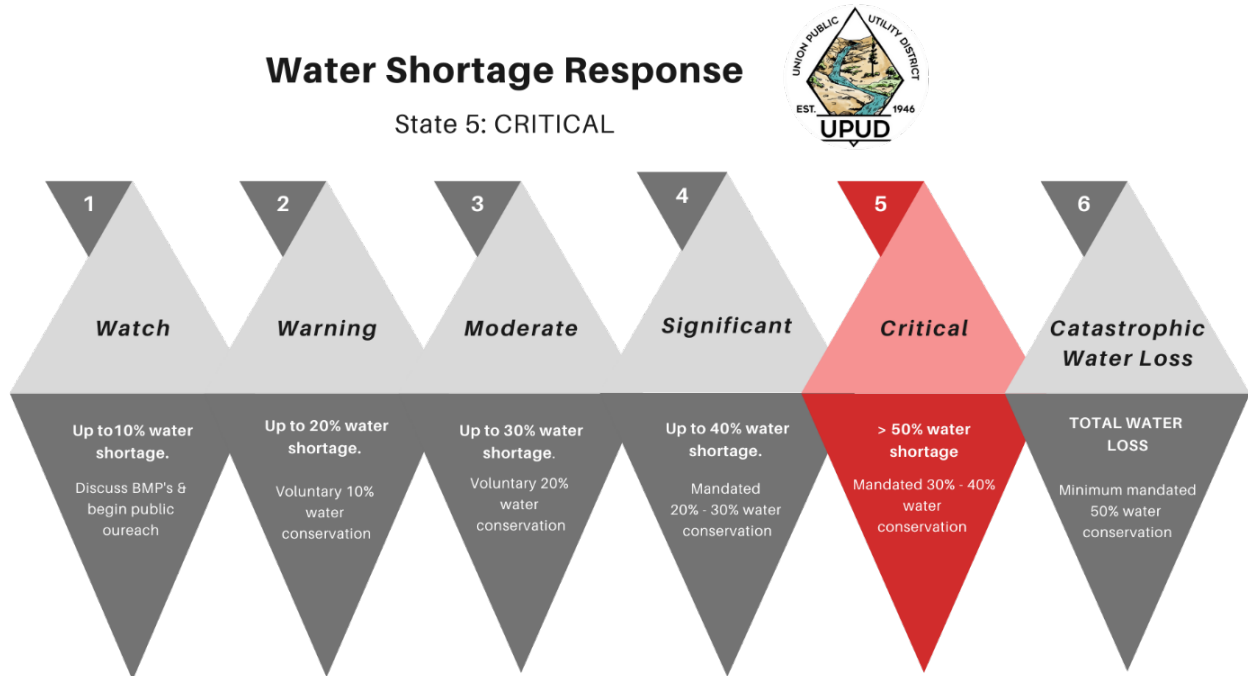 Water Shortage Response
State 5: CRITICAL
UNION PUBLIC UTILITY DISTRICT
EST. 1946
UPUD
1
Watch
Up to10% water
shortage.
Discuss BMP's &
begin public
oureach
2
Warning
Up to 20% water
shortage.
Voluntary 10%
water
conservation
3
Moderate
Up to 30% water
shortage.
Voluntary 20%
water
conservation
4
Significant
Up to 40% water
shortage.
Mandated
20% - 30% water
conservation
5
Critical
> 50% water
shortage
Mandated 30% - 40%
water
conservation
6
Catastrophic
Water Loss
TOTAL WATER
LOSS
Minimum mandated
50% water
conservation